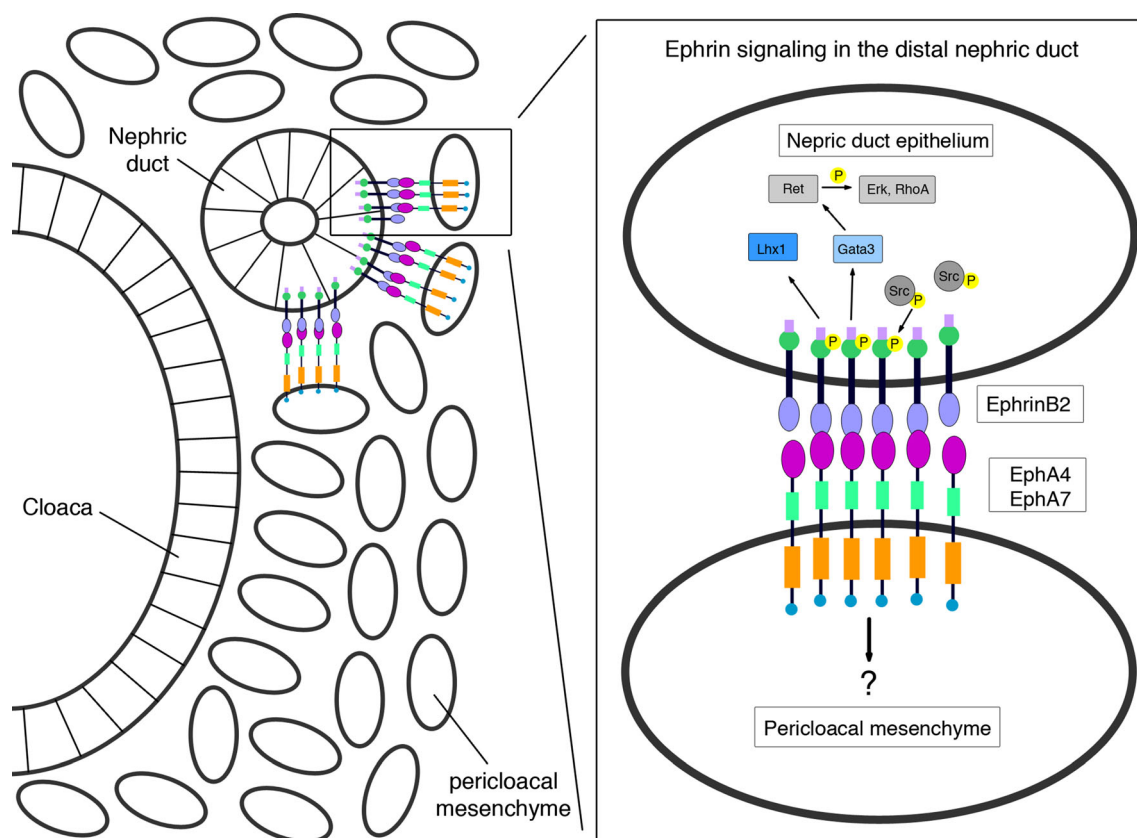 Nephric
duct
Cloaca
pericloacal
mesenchyme
Ephrin signaling in the distal nephric duct
Nepric duct epithelium
P
Ret
Erk, RhoA
Lhx1
Gata3
Src
P
Src
P
P
P
P
EphrinB2
EphA4
EphA7
?
Pericloacal mesenchyme